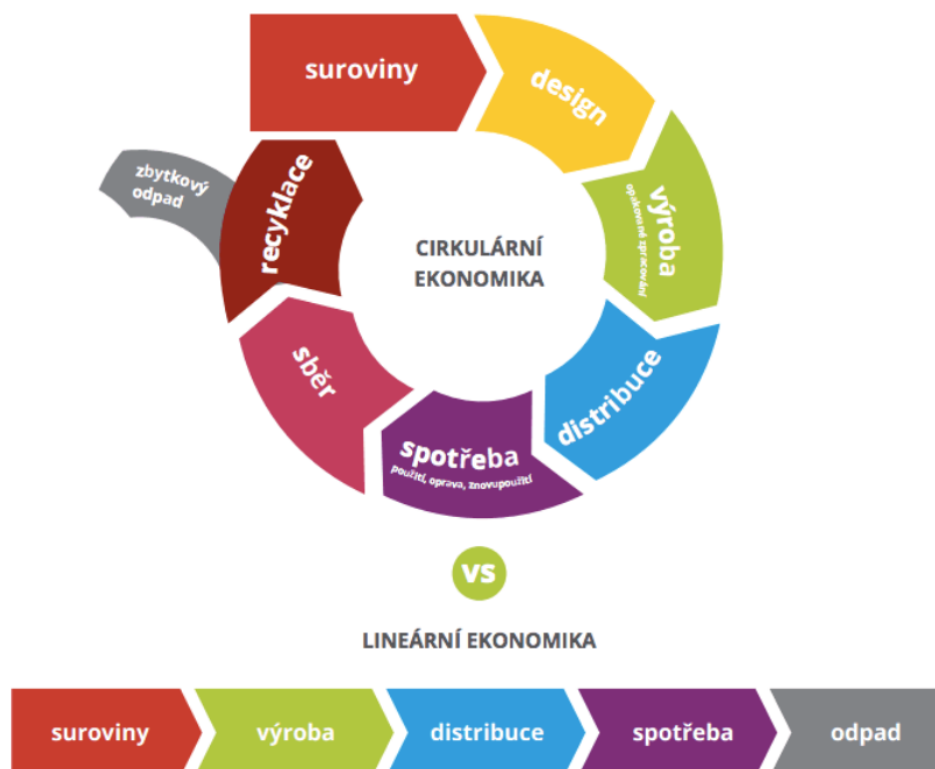 suroviny
design
výroba
opakované zpracování
distribuce
spotřeba
použití, oprava, znovupoužití
sběr
recyklace
zbytkový
odpad
CIRKULÁRNÍ
EKONOMIKA
VS
LINEÁRNÍ EKONOMIKA
suroviny
výroba
distribuce
spotřeba
odpad